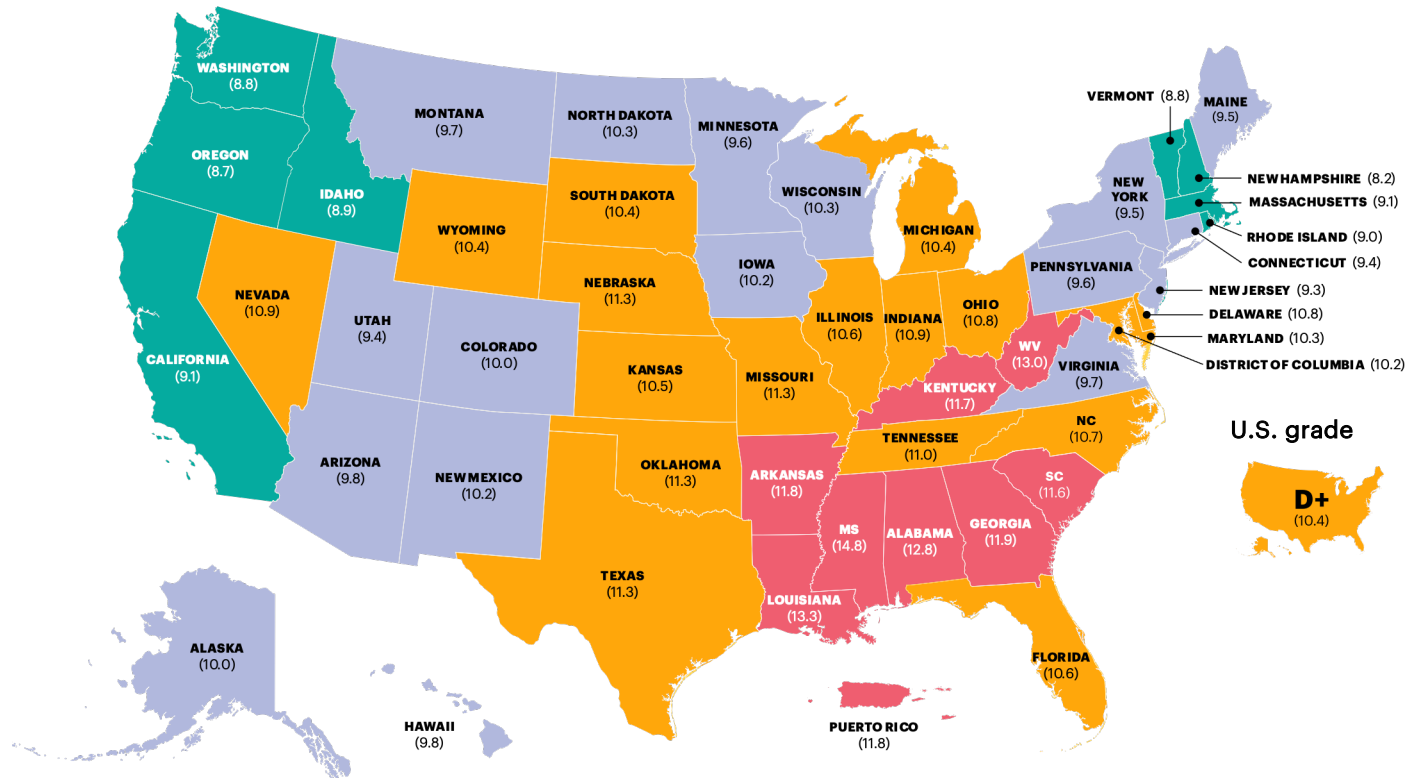 WASHINGTON
(8.8)
OREGON
(8.7)
IDAHO
(8.9)
CALIFORNIA
(9.1)
NEVADA
(10.9)
MONTANA
(9.7)
WYOMING
(10.4)
UTAH
(9.4)
COLORADO
(10.0)
ARIZONA
(9.8)
NEW MEXICO
(10.2)
NORTH DAKOTA
(10.3)
SOUTH DAKOTA
(10.4)
NEBRASKA
(11.3)
KANSAS
(10.5)
OKLAHOMA
(11.3)
TEXAS
(11.3)
MINNESOTA
(9.6)
IOWA
(10.2)
MISSOURI
(11.3)
ARKANSAS
(11.8)
LOUISIANA
(13.3)
WISCONSIN
(10.3)
ILLINOIS
(10.6)
MICHIGAN
(10.4)
INDIANA
(10.9)
OHIO
(10.8)
KENTUCKY
(11.7)
TENNESSEE
(11.0)
MS
(14.8)
ALABAMA
(12.8)
GEORGIA
(11.9)
FLORIDA
(10.6)
SC
(11.6)
NC
(10.7)
WV
(13.0)
VIRGINIA
(9.7)
PENNSYLVANIA
(9.6)
NEW
YORK
(9.5)
VERMONT (8.8)
MAINE
(9.5)
NEW HAMPSHIRE (8.2)
MASSACHUSETTS (9.1)
RHODE ISLAND (9.0)
CONNECTICUT (9.4)
NEW JERSEY (9.3)
DELAWARE (10.8)
MARYLAND (10.3)
DISTRICT OF COLUMBIA (10.2)
U.S. grade
D+
(10.4)
ALASKA
(10.0)
HAWAII
(9.8)
PUERTO RICO
(11.8)